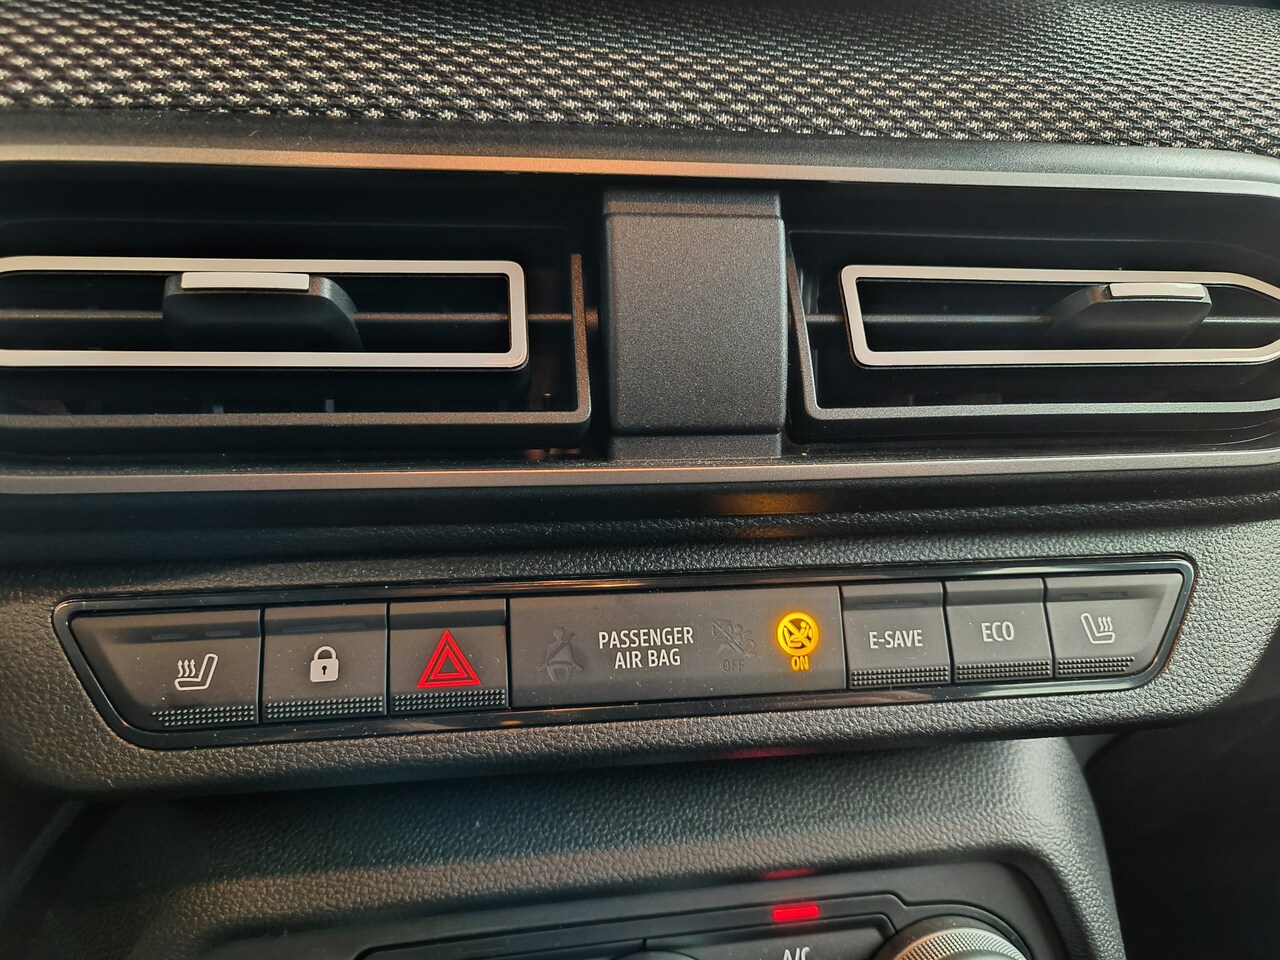 PASSENGER
AIR BAG
OFF
ON
E-SAVE
ECO